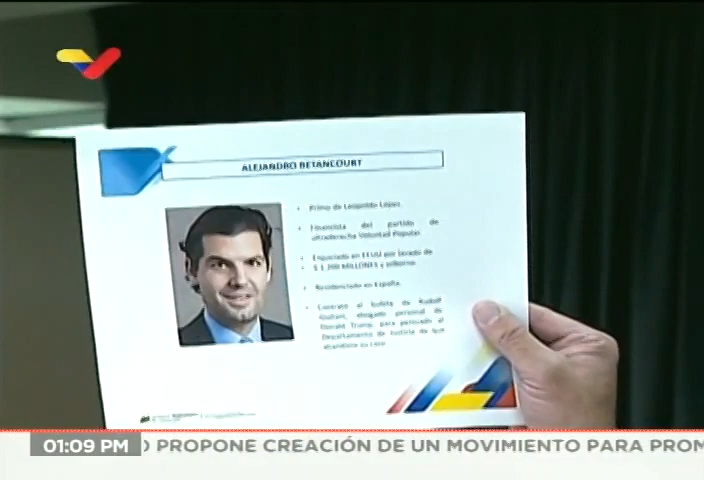 ALEJANDRO BETANCOURT
Primo de Leopoldo López.
Financista del partido de
ultraderecha Voluntad Popular
Enjuiciado en EEUU por lavado de
$ 1.200 MILLONES y soborno.
Residenciado en España.
Contrato al bufete de Rudolf
Giuliani, abogado personal de
Donald Trump, para persuadir al
Departamento de Justicia de que
abandone su caso
01:09 PM
O PROPONE CREACIÓN DE UN MOVIMIENTO PARA PROM